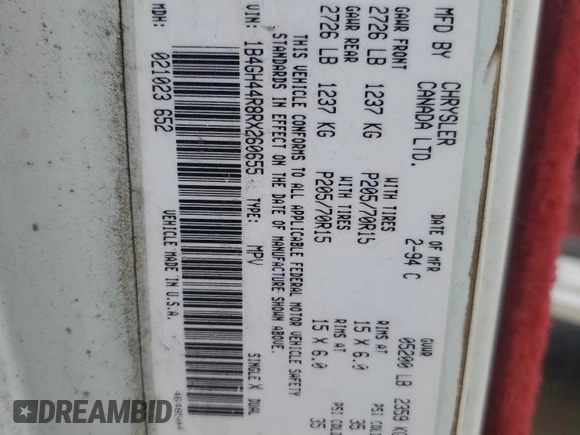 MFD BY CHRYSLER CANADA LTD. DATE OF MFR 2-94 C GVWR 05200 LB 2359 KG
GAWR FRONT 2726 LB 1237 KG WITH TIRES P205/70R15 RIMS AT 15 X 6.0 PSI COLD 35
GAWR REAR 2726 LB 1237 KG WITH TIRES P205/70R15 RIMS AT 15 X 6.0 PSI COLD 35
THIS VEHICLE CONFORMS TO ALL APPLICABLE FEDERAL MOTOR VEHICLE SAFETY
STANDARDS IN EFFECT ON THE DATE OF MANUFACTURE SHOWN ABOVE.
VIN: 1B4GH44R8RX260655 TYPE: MPV SINGLE X DUAL
MDH: 021023 652 VEHICLE MADE IN U.S.A.
DREAMBID.COM